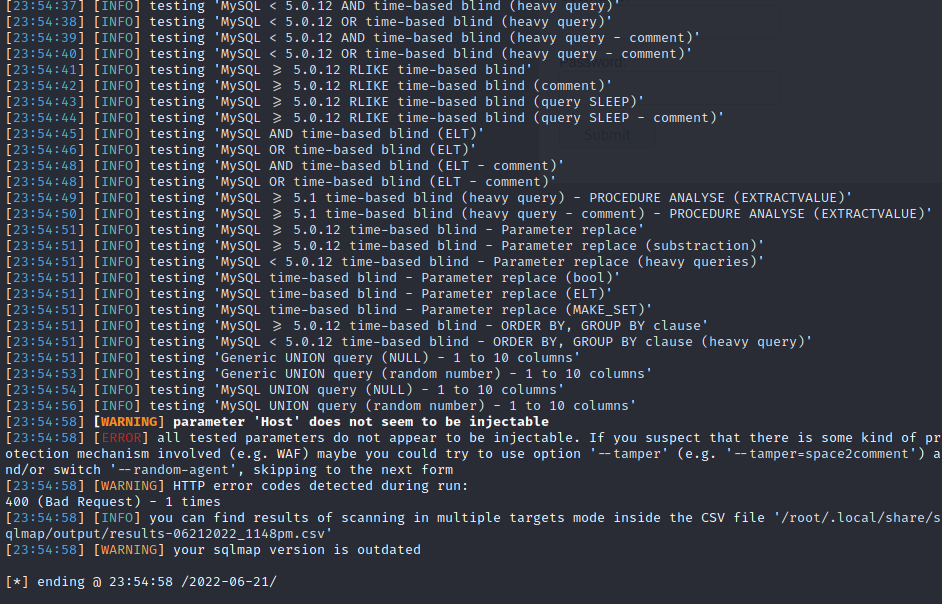 [23:54:37] [INFO] testing 'MySQL < 5.0.12 AND time-based blind (heavy query)'
[23:54:38] [INFO] testing 'MySQL < 5.0.12 OR time-based blind (heavy query)'
[23:54:39] [INFO] testing 'MySQL < 5.0.12 AND time-based blind (heavy query - comment)'
[23:54:40] [INFO] testing 'MySQL < 5.0.12 OR time-based blind (heavy query - comment)'
Password
[23:54:41] [INFO] testing 'MySQL ≥ 5.0.12 RLIKE time-based blind'
[23:54:42] [INFO] testing 'MySQL ≥ 5.0.12 RLIKE time-based blind (comment)'
[23:54:43] [INFO] testing 'MySQL ≥ 5.0.12 RLIKE time-based blind (query SLEEP)'
[23:54:44] [INFO] testing 'MySQL ≥ 5.0.12 RLIKE time-based blind (query SLEEP - comment)'
[23:54:45] [INFO] testing 'MySQL AND time-based blind (ELT)'
Submit
[23:54:46] [INFO] testing 'MySQL OR time-based blind (ELT)'
[23:54:48] [INFO] testing 'MySQL AND time-based blind (ELT - comment)'
[23:54:48] [INFO] testing 'MySQL OR time-based blind (ELT - comment)'
[23:54:49] [INFO] testing 'MySQL ≥ 5.1 time-based blind (heavy query) - PROCEDURE ANALYSE (EXTRACTVALUE)'
[23:54:50] [INFO] testing 'MySQL ≥ 5.1 time-based blind (heavy query - comment) - PROCEDURE ANALYSE (EXTRACTVALUE)'
[23:54:51] [INFO] testing 'MySQL ≥ 5.0.12 time-based blind - Parameter replace'
[23:54:51] [INFO] testing 'MySQL ≥ 5.0.12 time-based blind - Parameter replace (substraction)'
[23:54:51] [INFO] testing 'MySQL < 5.0.12 time-based blind - Parameter replace (heavy queries)'
[23:54:51] [INFO] testing 'MySQL time-based blind - Parameter replace (bool)'
[23:54:51] [INFO] testing 'MySQL time-based blind - Parameter replace (ELT)'
[23:54:51] [INFO] testing 'MySQL time-based blind - Parameter replace (MAKE_SET)'
[23:54:51] [INFO] testing 'MySQL ≥ 5.0.12 time-based blind - ORDER BY, GROUP BY clause'
[23:54:51] [INFO] testing 'MySQL < 5.0.12 time-based blind - ORDER BY, GROUP BY clause (heavy query)'
[23:54:51] [INFO] testing 'Generic UNION query (NULL) - 1 to 10 columns'
[23:54:53] [INFO] testing 'Generic UNION query (random number) - 1 to 10 columns'
[23:54:54] [INFO] testing 'MySQL UNION query (NULL) - 1 to 10 columns'
[23:54:56] [INFO] testing 'MySQL UNION query (random number) - 1 to 10 columns'
[23:54:58] [WARNING] parameter 'Host' does not seem to be injectable
[23:54:58] [ERROR] all tested parameters do not appear to be injectable. If you suspect that there is some kind of pr
otection mechanism involved (e.g. WAF) maybe you could try to use option '--tamper' (e.g. '--tamper=space2comment') a
nd/or switch '--random-agent', skipping to the next form
[23:54:58] [WARNING] HTTP error codes detected during run:
400 (Bad Request) - 1 times
[23:54:58] [INFO] you can find results of scanning in multiple targets mode inside the CSV file '/root/.local/share/s
qlmap/output/results-06212022_1148pm.csv'
[23:54:58] [WARNING] your sqlmap version is outdated
[*] ending @ 23:54:58 /2022-06-21/